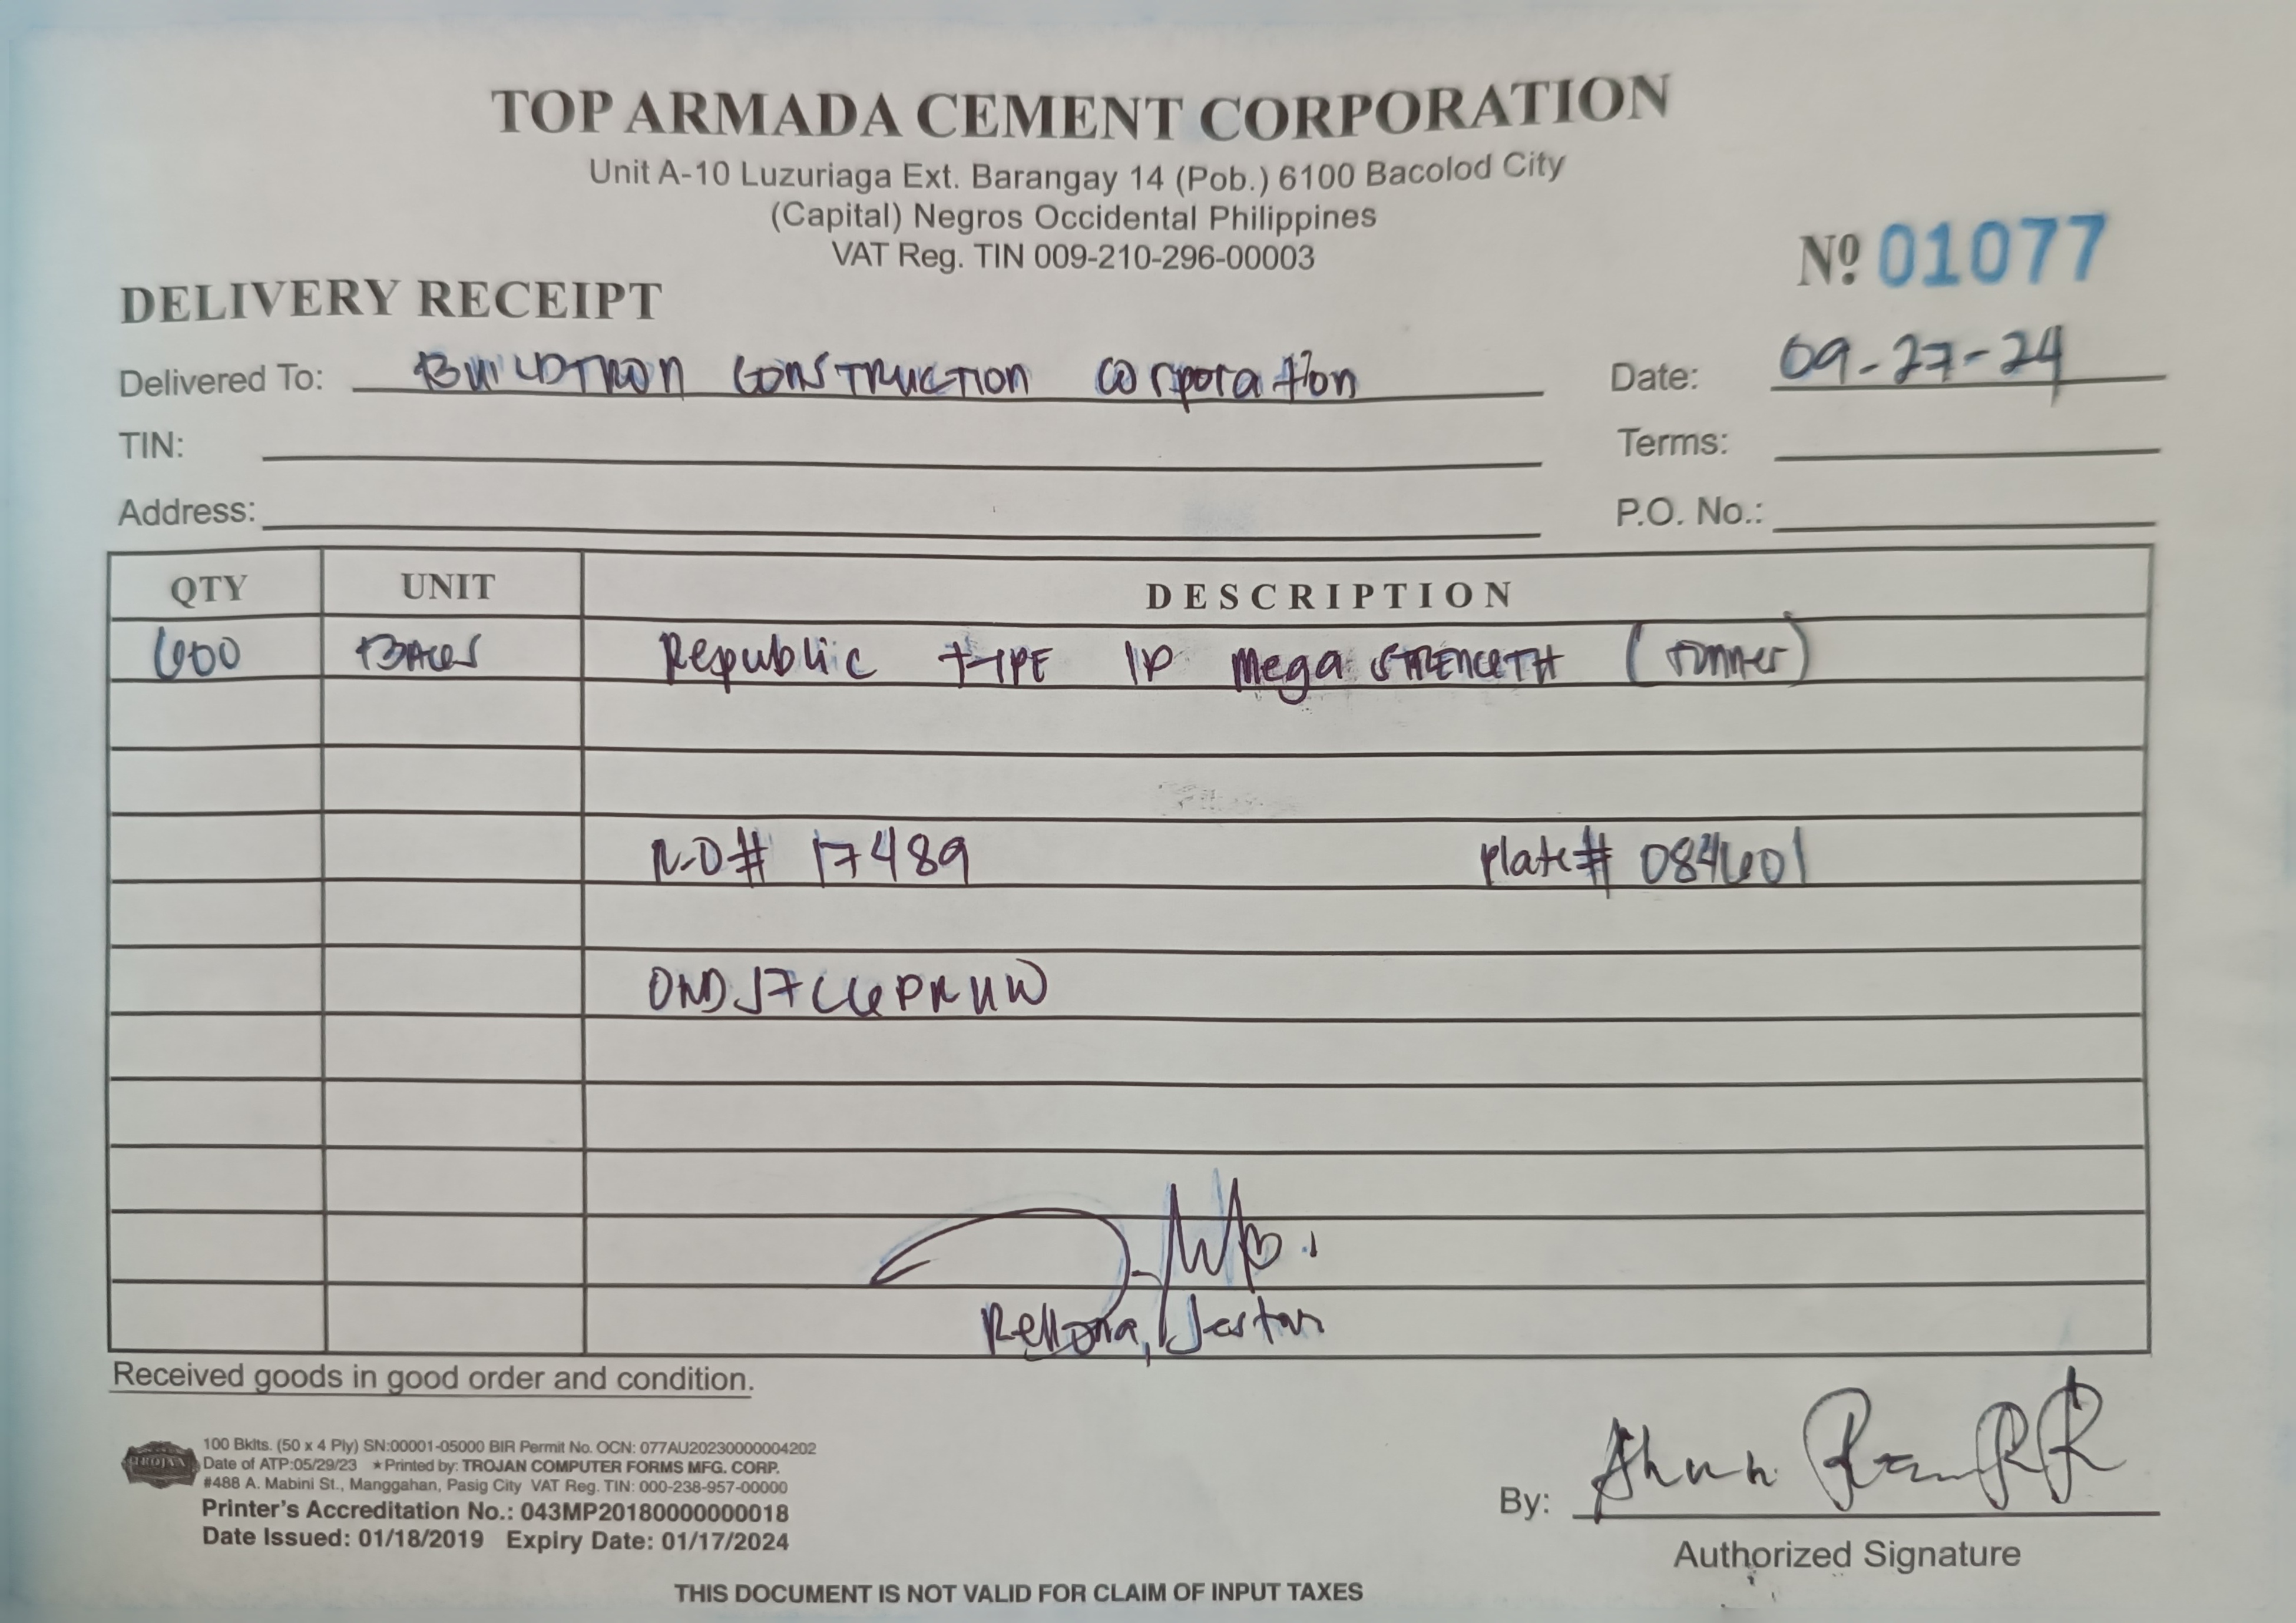 TOP ARMADA CEMENT CORPORATION
Unit A-10 Luzuriaga Ext. Barangay 14 (Pob.) 6100 Bacolod City
(Capital) Negros Occidental Philippines
VAT Reg. TIN 009-210-296-00003
Nº 01077
DELIVERY RECEIPT
Delivered To: BUILDTRON CONSTRUCTION Corporation Date: 09-27-24
TIN: Terms:
Address: P.O. No.:
QTY UNIT DESCRIPTION
600 BAGS Republic TYPE 1P Mega STRENGTH (Tonner)
# 17489 Plate# 084601
Rellona, Jestoni
Received goods in good order and condition.
TROJAN
100 Bklts. (50 x 4 Ply) SN:00001-05000 BIR Permit No. OCN: 077AU20230000004202
Date of ATP:05/29/23 ★ Printed by: TROJAN COMPUTER FORMS MFG. CORP.
#488 A. Mabini St., Manggahan, Pasig City VAT Reg. TIN: 000-238-957-00000
Printer's Accreditation No.: 043MP20180000000018
Date Issued: 01/18/2019 Expiry Date: 01/17/2024
By:
Authorized Signature
THIS DOCUMENT IS NOT VALID FOR CLAIM OF INPUT TAXES